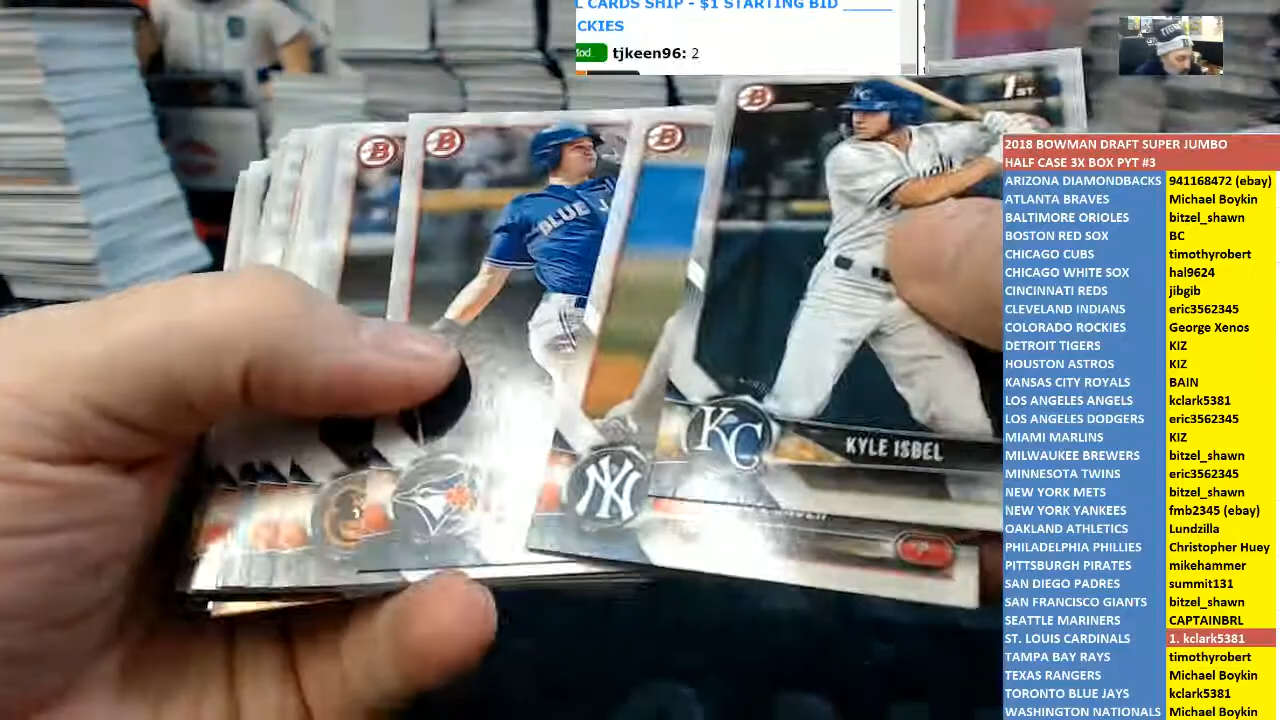 L CARDS SHIP - $1 STARTING BID ______
CKIES
Mod tjkeen96: 2
1ST
KC
BLUE J
NY
KC
KYLE ISBEL
2018 BOWMAN DRAFT SUPER JUMBO
HALF CASE 3X BOX PYT #3
ARIZONA DIAMONDBACKS 941168472 (ebay)
ATLANTA BRAVES Michael Boykin
BALTIMORE ORIOLES bitzel_shawn
BOSTON RED SOX BC
CHICAGO CUBS timothyrobert
CHICAGO WHITE SOX hal9624
CINCINNATI REDS jibgib
CLEVELAND INDIANS eric3562345
COLORADO ROCKIES George Xenos
DETROIT TIGERS KIZ
HOUSTON ASTROS KIZ
KANSAS CITY ROYALS BAIN
LOS ANGELES ANGELS kclark5381
LOS ANGELES DODGERS eric3562345
MIAMI MARLINS KIZ
MILWAUKEE BREWERS bitzel_shawn
MINNESOTA TWINS eric3562345
NEW YORK METS bitzel_shawn
NEW YORK YANKEES fmb2345 (ebay)
OAKLAND ATHLETICS Lundzilla
PHILADELPHIA PHILLIES Christopher Huey
PITTSBURGH PIRATES mikehammer
SAN DIEGO PADRES summit131
SAN FRANCISCO GIANTS bitzel_shawn
SEATTLE MARINERS CAPTAINBRL
ST. LOUIS CARDINALS 1. kclark5381
TAMPA BAY RAYS timothyrobert
TEXAS RANGERS Michael Boykin
TORONTO BLUE JAYS kclark5381
WASHINGTON NATIONALS Michael Boykin